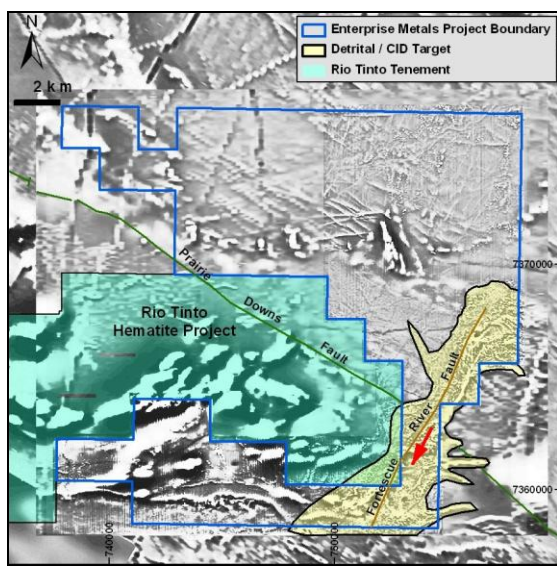 N
Enterprise Metals Project Boundary
Detrital / CID Target
Rio Tinto Tenement
2 km
7370000
Prairie
Downs
Fault
Rio Tinto
Hematite Project
Fortescue
River
Fault
7360000
740000
750000